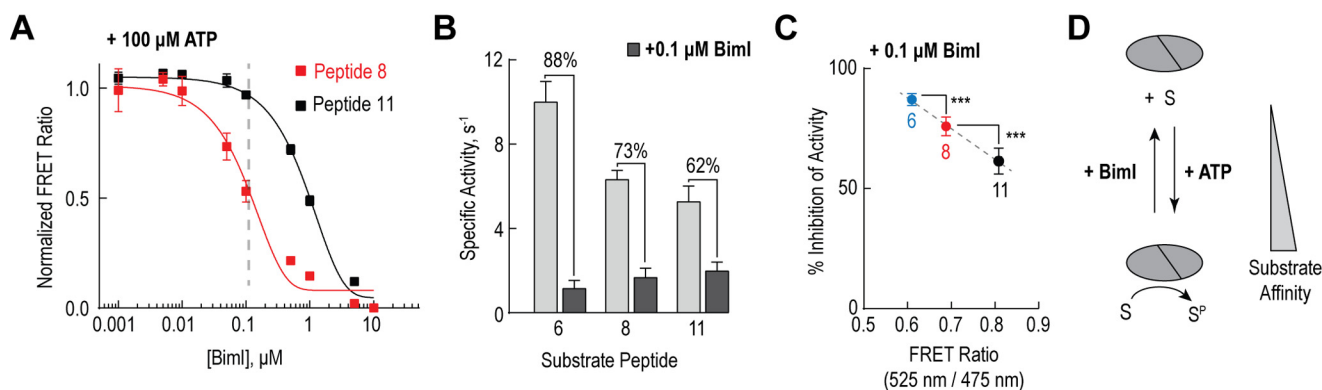 A
+ 100 µM ATP
Peptide 8
Peptide 11
Normalized FRET Ratio
1.0
0.5
0.0
0.001
0.01
0.1
1
10
[BimI], µM
B
+0.1 µM BimI
88%
73%
62%
Specific Activity, s⁻¹
12
8
4
0
6
8
11
Substrate Peptide
C
+ 0.1 µM BimI
% Inhibition of Activity
100
50
0
***
***
6
8
11
0.5
0.6
0.7
0.8
0.9
FRET Ratio
(525 nm / 475 nm)
D
+ S
+ BimI
+ ATP
S
Sᴾ
Substrate
Affinity